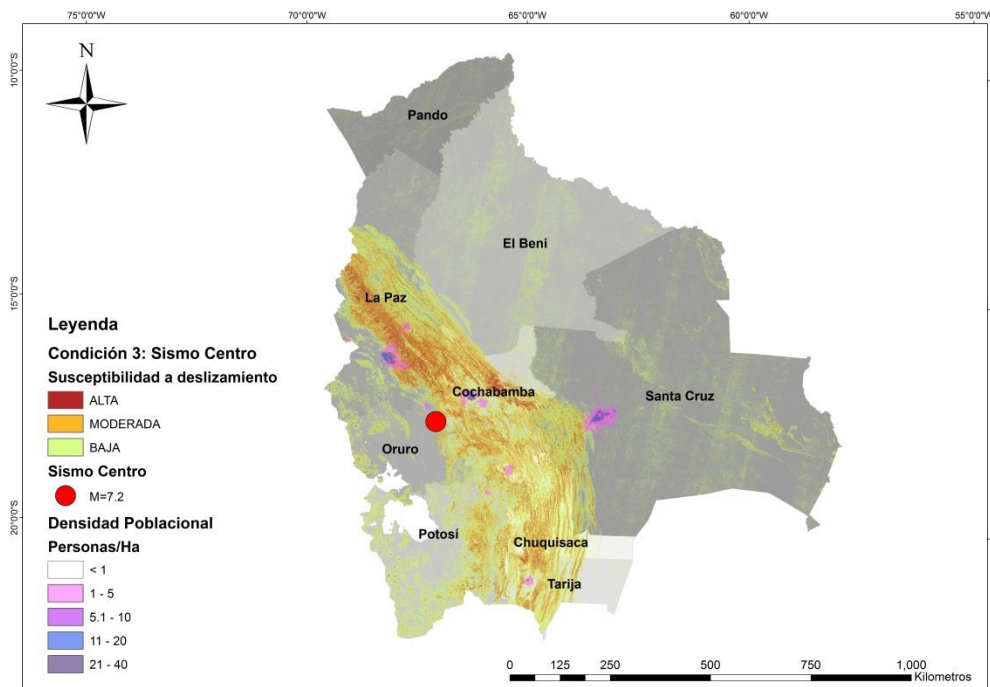 75°0'0"O 70°0'0"O 65°0'0"O 60°0'0"O 55°0'0"O
10°0'0"S
15°0'0"S
20°0'0"S
N
Pando
El Beni
La Paz
Cochabamba
Santa Cruz
Oruro
Potosí
Chuquisaca
Tarija
Leyenda
Condición 3: Sismo Centro
Susceptibilidad a deslizamiento
ALTA
MODERADA
BAJA
Sismo Centro
M=7.2
Densidad Poblacional
Personas/Ha
< 1
1 - 5
5.1 - 10
11 - 20
21 - 40
0 125 250 500 750 1,000
Kilometros